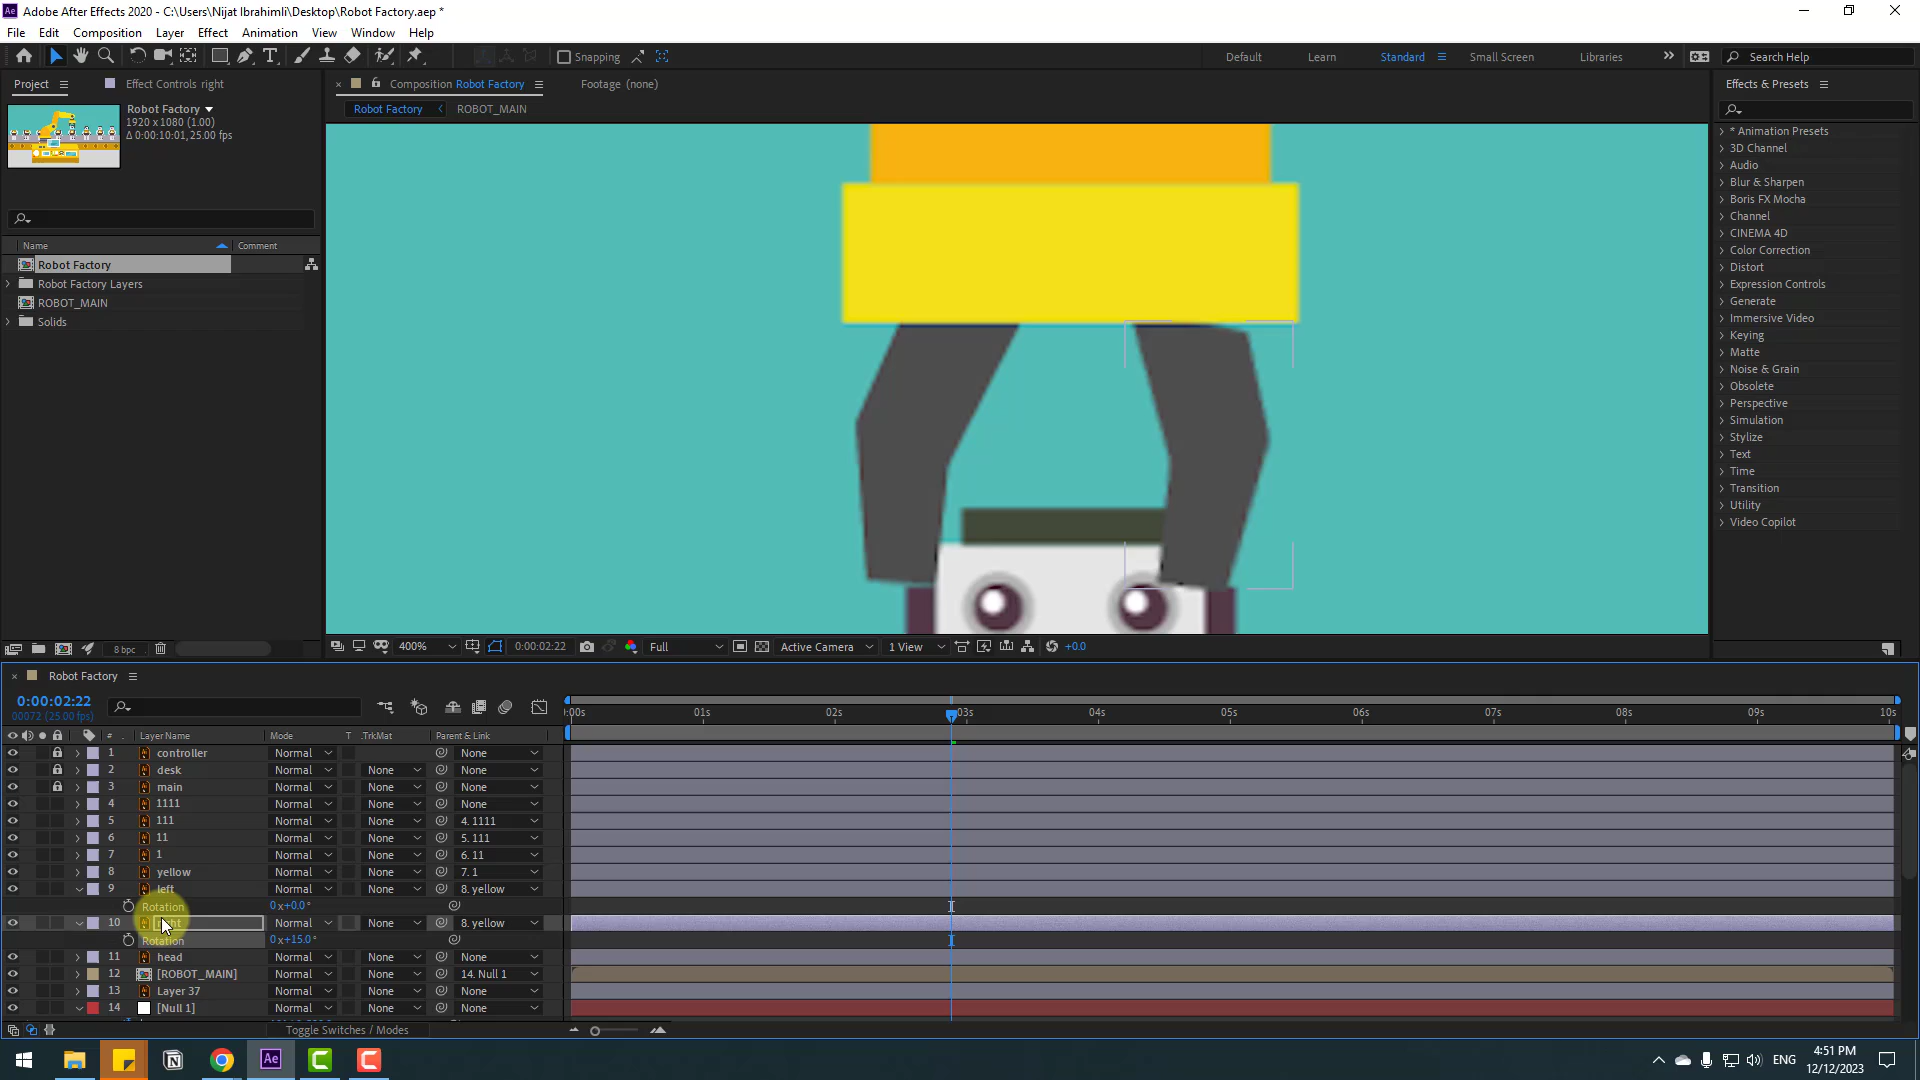 Adobe After Effects 2020 - C:\Users\Nijat Ibrahimli\Desktop\Robot Factory.aep *
File Edit Composition Layer Effect Animation View Window Help
Snapping Default Learn Standard Small Screen Libraries Search Help
Project Effect Controls right Composition Robot Factory Footage (none) Effects & Presets
Robot Factory
1920 x 1080 (1.00)
Δ 0:00:10:01, 25.00 fps
Robot Factory ROBOT_MAIN
Name Comment
Robot Factory
Robot Factory Layers
ROBOT_MAIN
Solids
* Animation Presets
3D Channel
Audio
Blur & Sharpen
Boris FX Mocha
Channel
CINEMA 4D
Color Correction
Distort
Expression Controls
Generate
Immersive Video
Keying
Matte
Noise & Grain
Obsolete
Perspective
Simulation
Stylize
Text
Time
Transition
Utility
Video Copilot
8 bpc 400% 0:00:02:22 Full Active Camera 1 View +0.0
Robot Factory
0:00:02:22
00072 (25.00 fps)
:00s 01s 02s 03s 04s 05s 06s 07s 08s 09s 10s
# Layer Name Mode T .TrkMat Parent & Link
1 controller Normal None
2 desk Normal None None
3 main Normal None None
4 1111 Normal None None
5 111 Normal None 4. 1111
6 11 Normal None 5. 111
7 1 Normal None 6. 11
8 yellow Normal None 7. 1
9 left Normal None 8. yellow
Rotation 0x+0.0°
10 right Normal None 8. yellow
Rotation 0x+15.0°
11 head Normal None None
12 [ROBOT_MAIN] Normal None 14. Null 1
13 Layer 37 Normal None None
14 [Null 1] Normal None None
Toggle Switches / Modes
ENG
4:51 PM
12/12/2023